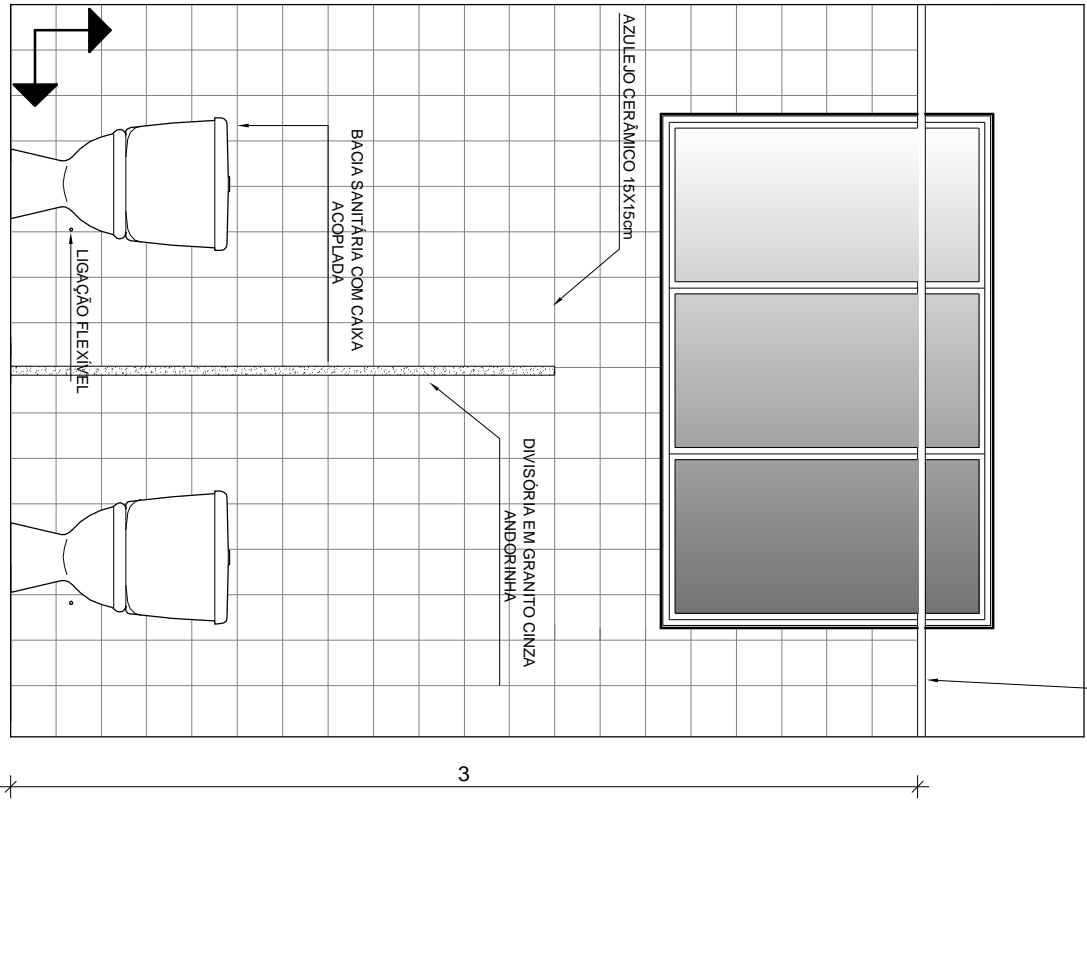 AZULEJO CERÂMICO 15X15cm
DIVISÓRIA EM GRANITO CINZA
ANDORINHA
BACIA SANITÁRIA COM CAIXA
ACOPLADA
LIGAÇÃO FLEXÍVEL
3